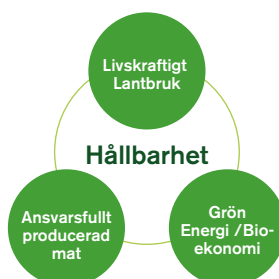 Livskraftigt
Lantbruk
Hållbarhet
Ansvarsfullt
producerad
mat
Grön
Energi /Bio-
ekonomi